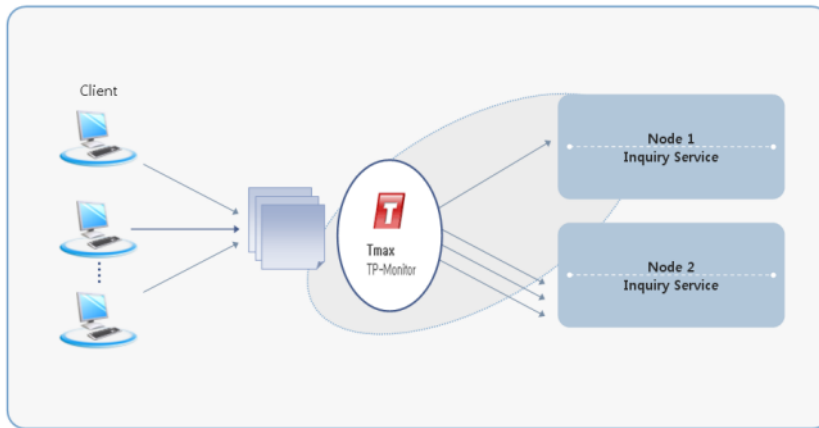 Client
T
Tmax
TP-Monitor
Node 1
Inquiry Service
Node 2
Inquiry Service